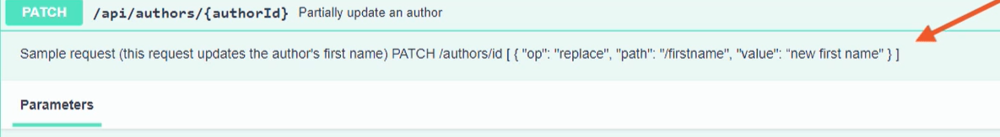 PATCH /api/authors/{authorId} Partially update an author
Sample request (this request updates the author's first name) PATCH /authors/id [ { "op": "replace", "path": "/firstname", "value": “new first name" } ]
Parameters